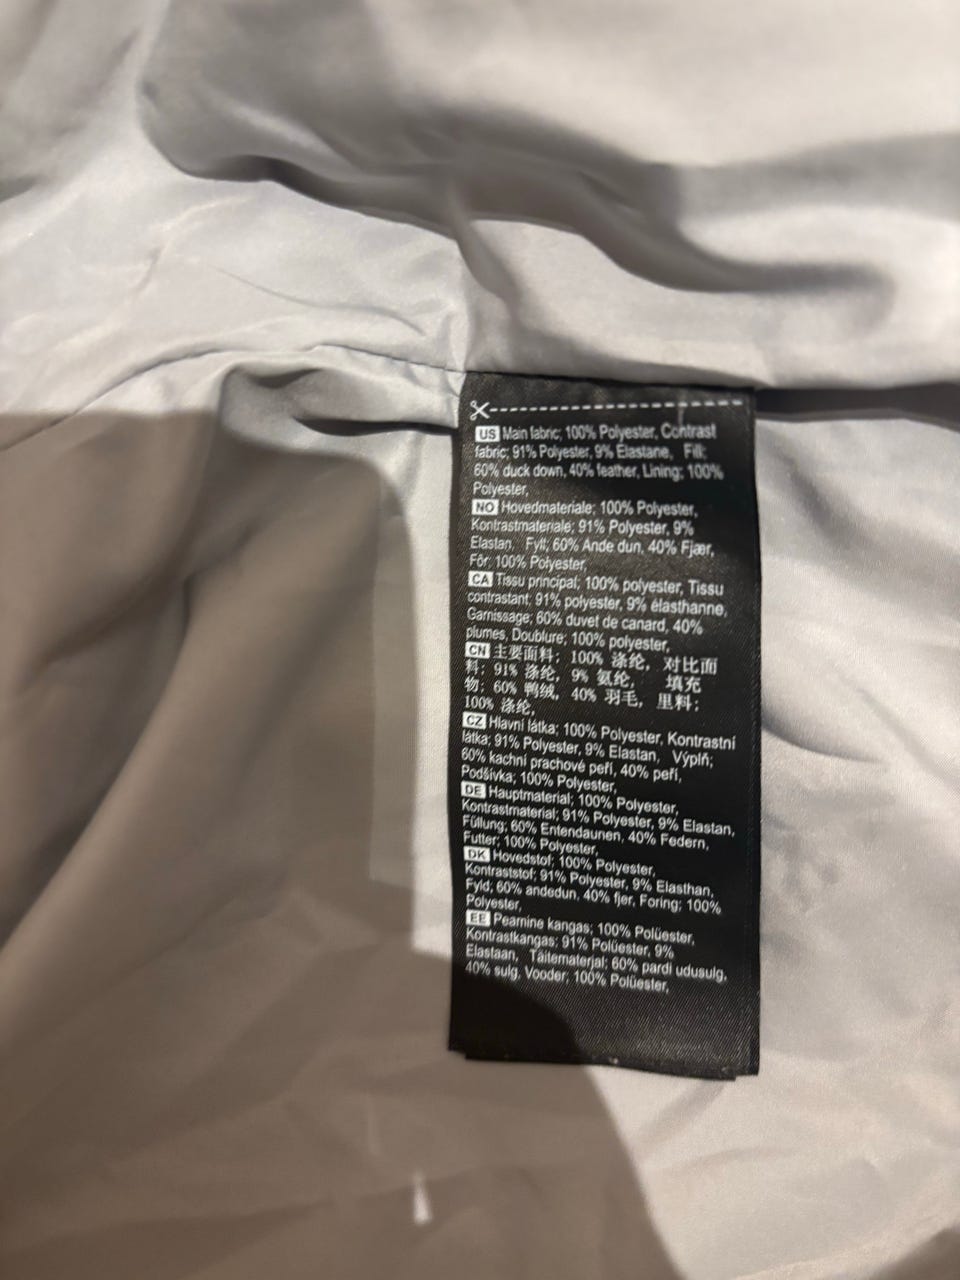 US Main fabric; 100% Polyester, Contrast
fabric; 91% Polyester, 9% Elastane, Fill;
60% duck down, 40% feather, Lining; 100%
Polyester,
NO Hovedmateriale; 100% Polyester,
Kontrastmateriale; 91% Polyester, 9%
Elastan, Fyll; 60% Ande dun, 40% Fjær,
Fôr; 100% Polyester,
CA Tissu principal; 100% polyester, Tissu
contrastant; 91% polyester, 9% élasthanne,
Garnissage; 60% duvet de canard, 40%
plumes, Doublure; 100% polyester,
CN 主要面料; 100% 涤纶, 对比面
料; 91% 涤纶, 9% 氨纶, 填充
物; 60% 鸭绒, 40% 羽毛, 里料;
100% 涤纶,
CZ Hlavní látka; 100% Polyester, Kontrastní
látka; 91% Polyester, 9% Elastan, Výplň;
60% kachní prachové peří, 40% peří,
Podšívka; 100% Polyester,
DE Hauptmaterial; 100% Polyester,
Kontrastmaterial; 91% Polyester, 9% Elastan,
Füllung; 60% Entendaunen, 40% Federn,
Futter; 100% Polyester,
DK Hovedstof; 100% Polyester,
Kontraststof; 91% Polyester, 9% Elasthan,
Fyld; 60% andedun, 40% fjer, Foring; 100%
Polyester,
EE Peamine kangas; 100% Polüester,
Kontrastkangas; 91% Polüester, 9%
Elastaan, Täitematerjal; 60% pardi udusulg,
40% sulg, Vooder; 100% Polüester,